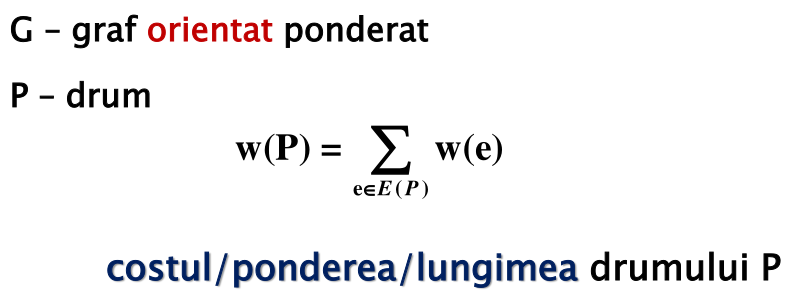 G – graf orientat ponderat
P – drum
w(P) = ∑ w(e)
e∈E(P)
costul/ponderea/lungimea drumului P